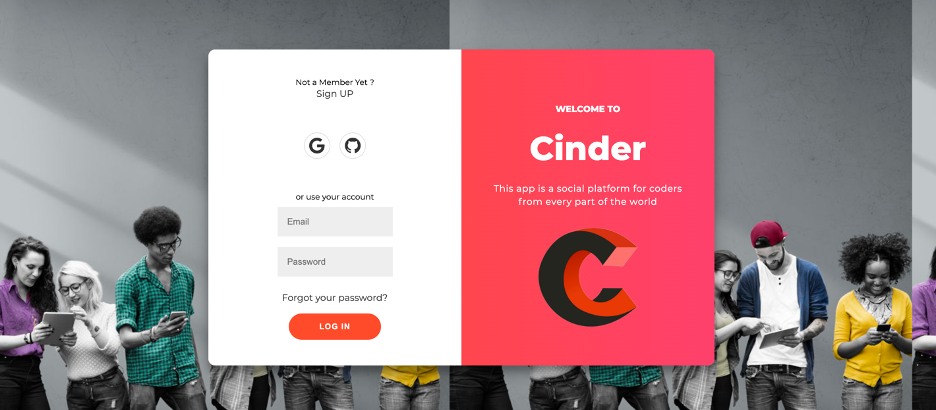 Not a Member Yet ?
Sign UP
or use your account
Email
Password
Forgot your password?
LOG IN
WELCOME TO
Cinder
This app is a social platform for coders
from every part of the world